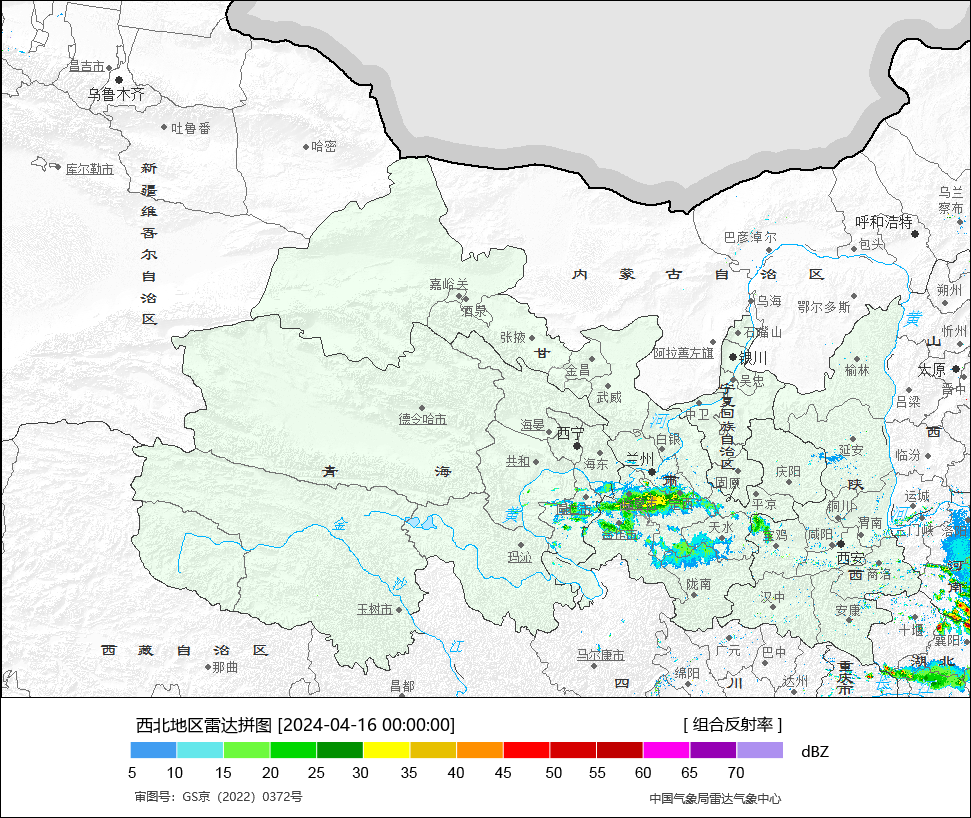 昌吉市
乌鲁木齐
吐鲁番
哈密
库尔勒市
新疆维吾尔自治区
乌兰
察布
呼和浩特
巴彦淖尔
包头
内蒙古自治区
嘉峪关
酒泉
乌海
鄂尔多斯
朔州
黄
忻州
山
石嘴山
张掖
甘
阿拉善左旗
银川
太原
金昌
榆林
吴忠
晋中
武威
宁夏回族自治区
吕梁
德令哈市
中卫
河
海晏
西宁
白银
延安
西
临汾
共和
海东
兰州
肃
固原
庆阳
陕
青海
平凉
铜川
运城
黄
金
天水
宝鸡
咸阳
渭南
三门峡
玛沁
西安
西
商洛
河
沙
陇南
汉中
安康
玉树市
十堰
襄阳
江
西藏自治区
那曲
马尔康市
广元
巴中
湖北
重庆市
绵阳
昌都
四川
达州
西北地区雷达拼图 [2024-04-16 00:00:00]
[ 组合反射率 ]
dBZ
5 10 15 20 25 30 35 40 45 50 55 60 65 70
审图号：GS京（2022）0372号
中国气象局雷达气象中心